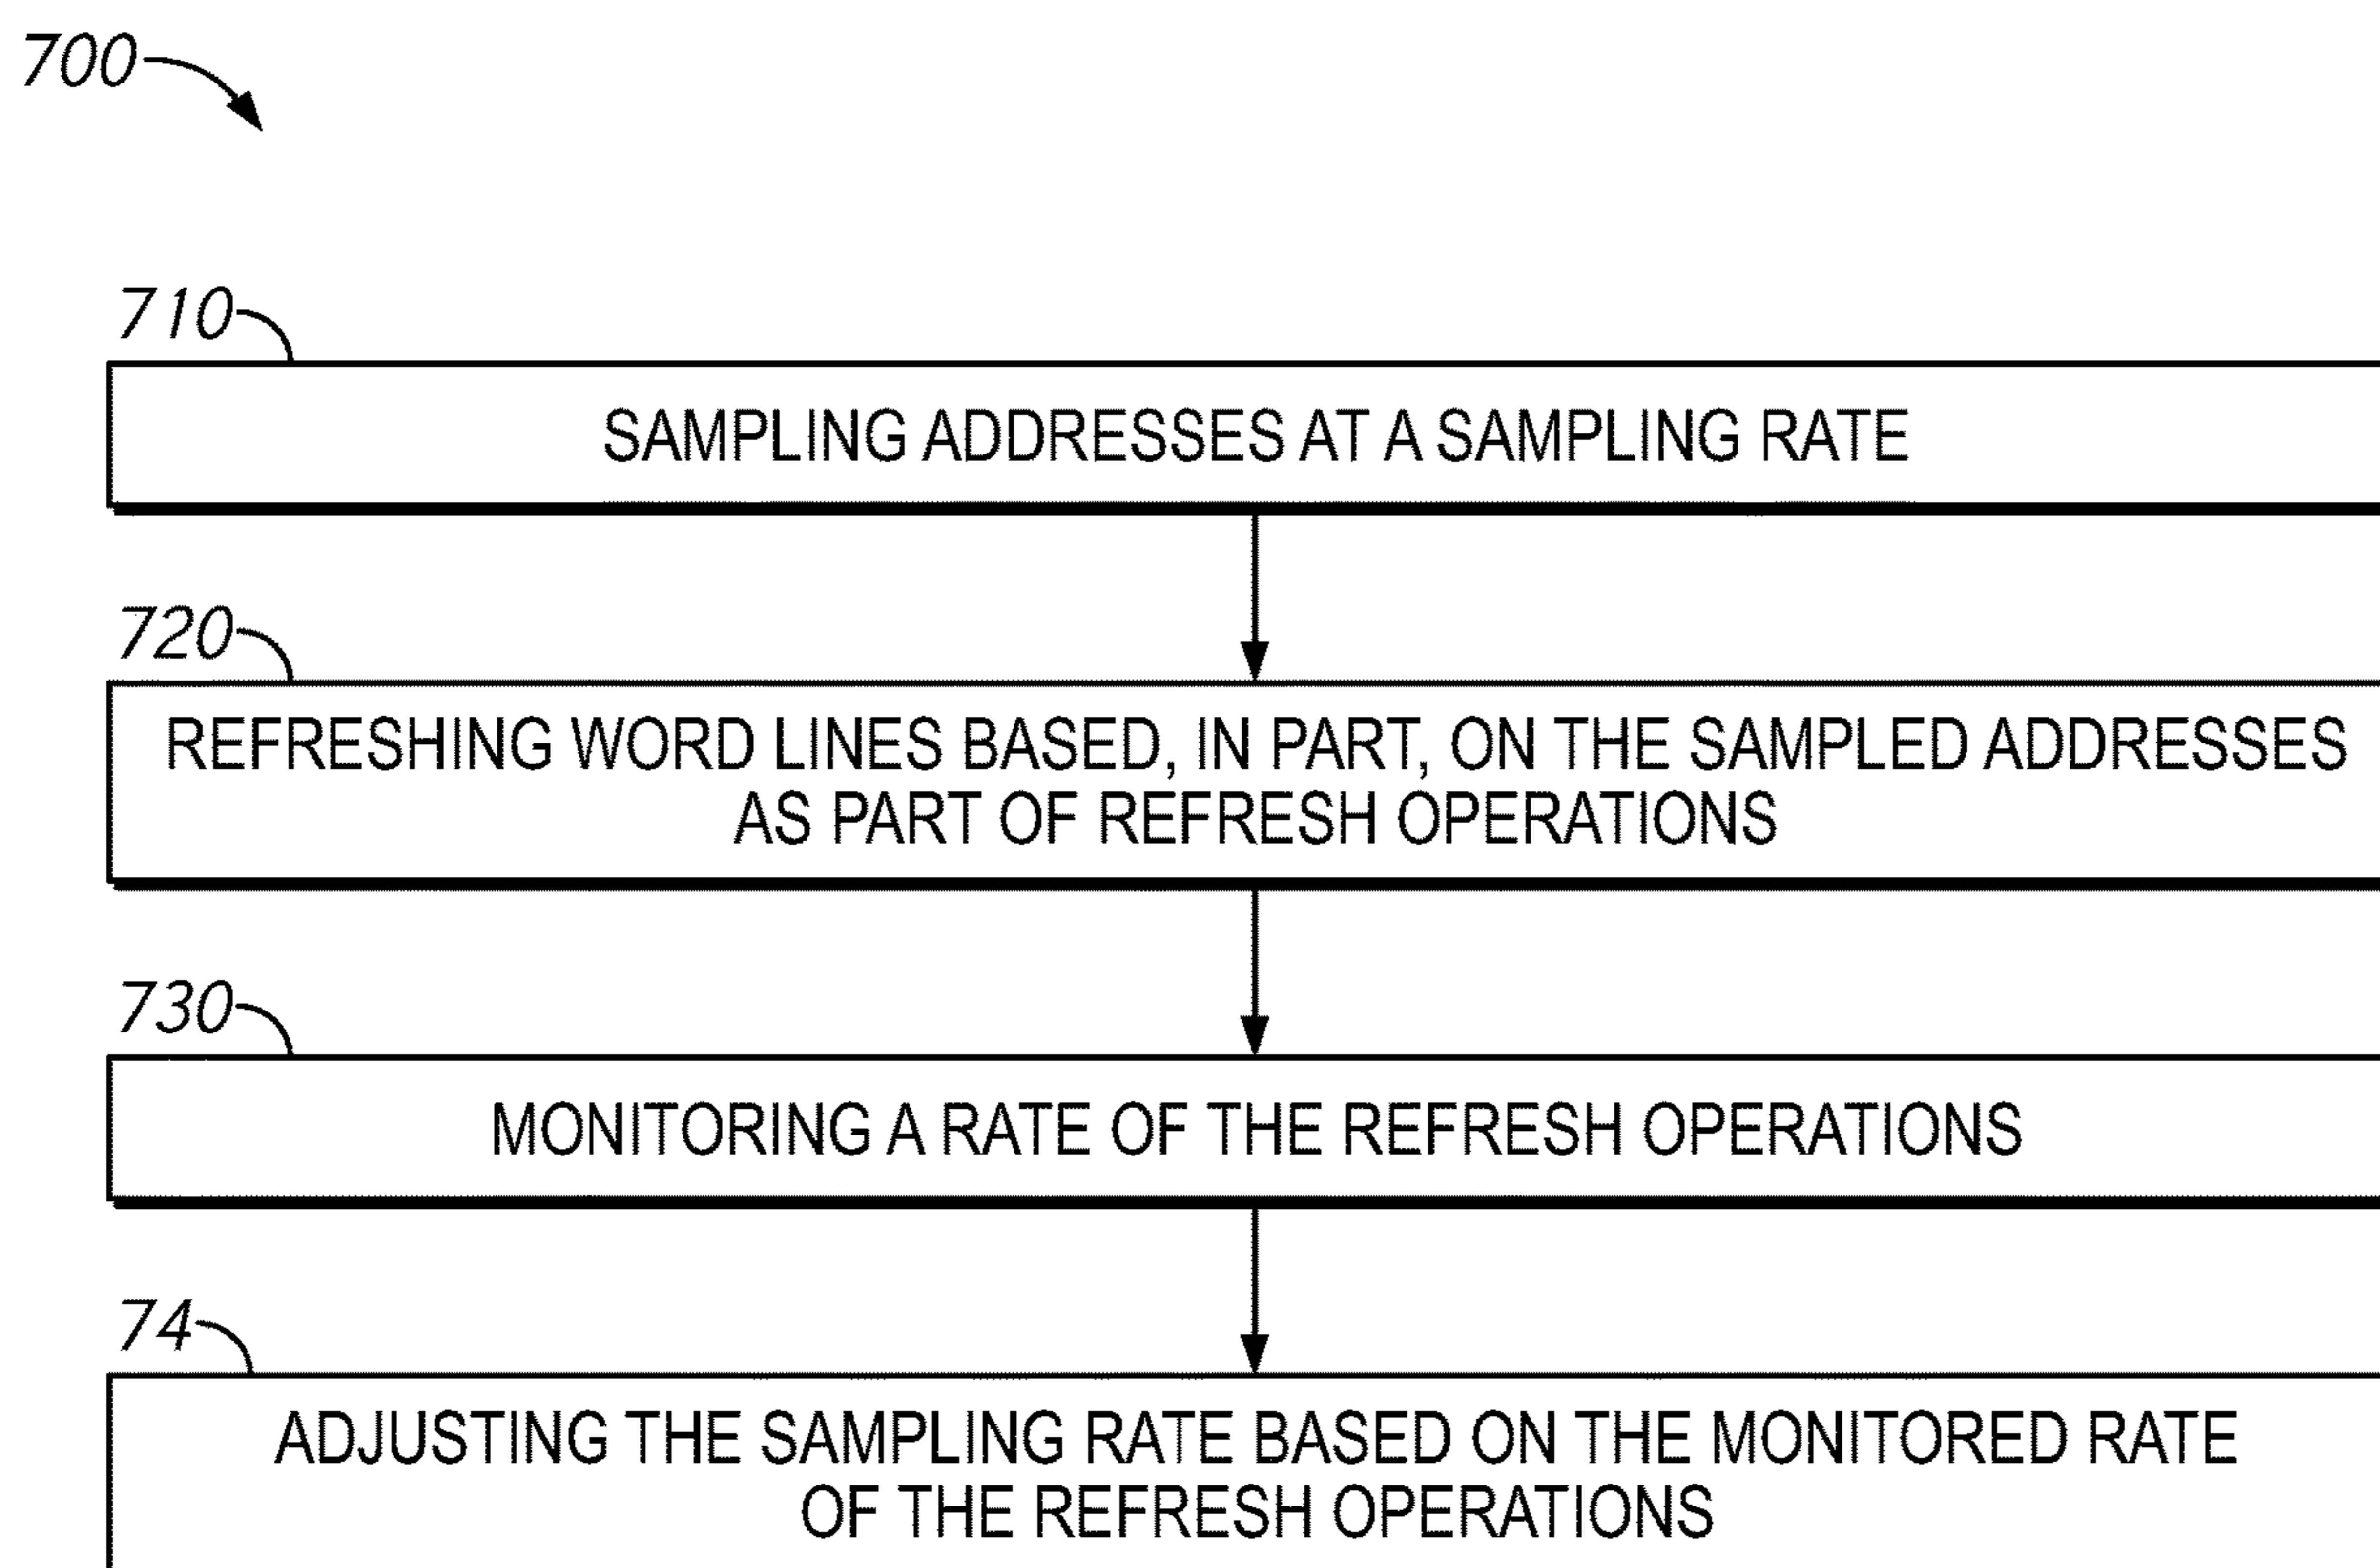 700
710
SAMPLING ADDRESSES AT A SAMPLING RATE
720
REFRESHING WORD LINES BASED, IN PART, ON THE SAMPLED ADDRESSES
AS PART OF REFRESH OPERATIONS
730
MONITORING A RATE OF THE REFRESH OPERATIONS
74
ADJUSTING THE SAMPLING RATE BASED ON THE MONITORED RATE
OF THE REFRESH OPERATIONS